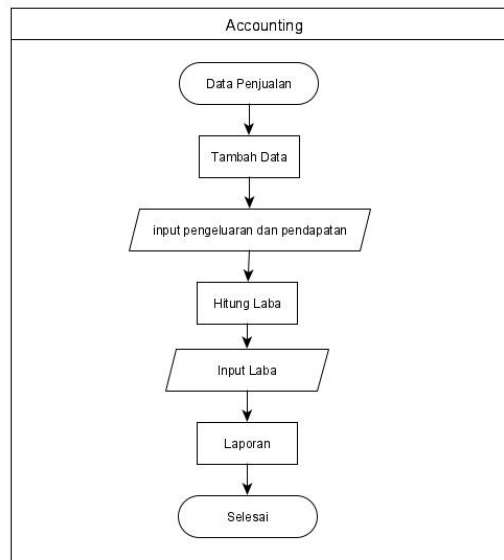 Accounting
Data Penjualan
Tambah Data
input pengeluaran dan pendapatan
Hitung Laba
Input Laba
Laporan
Selesai